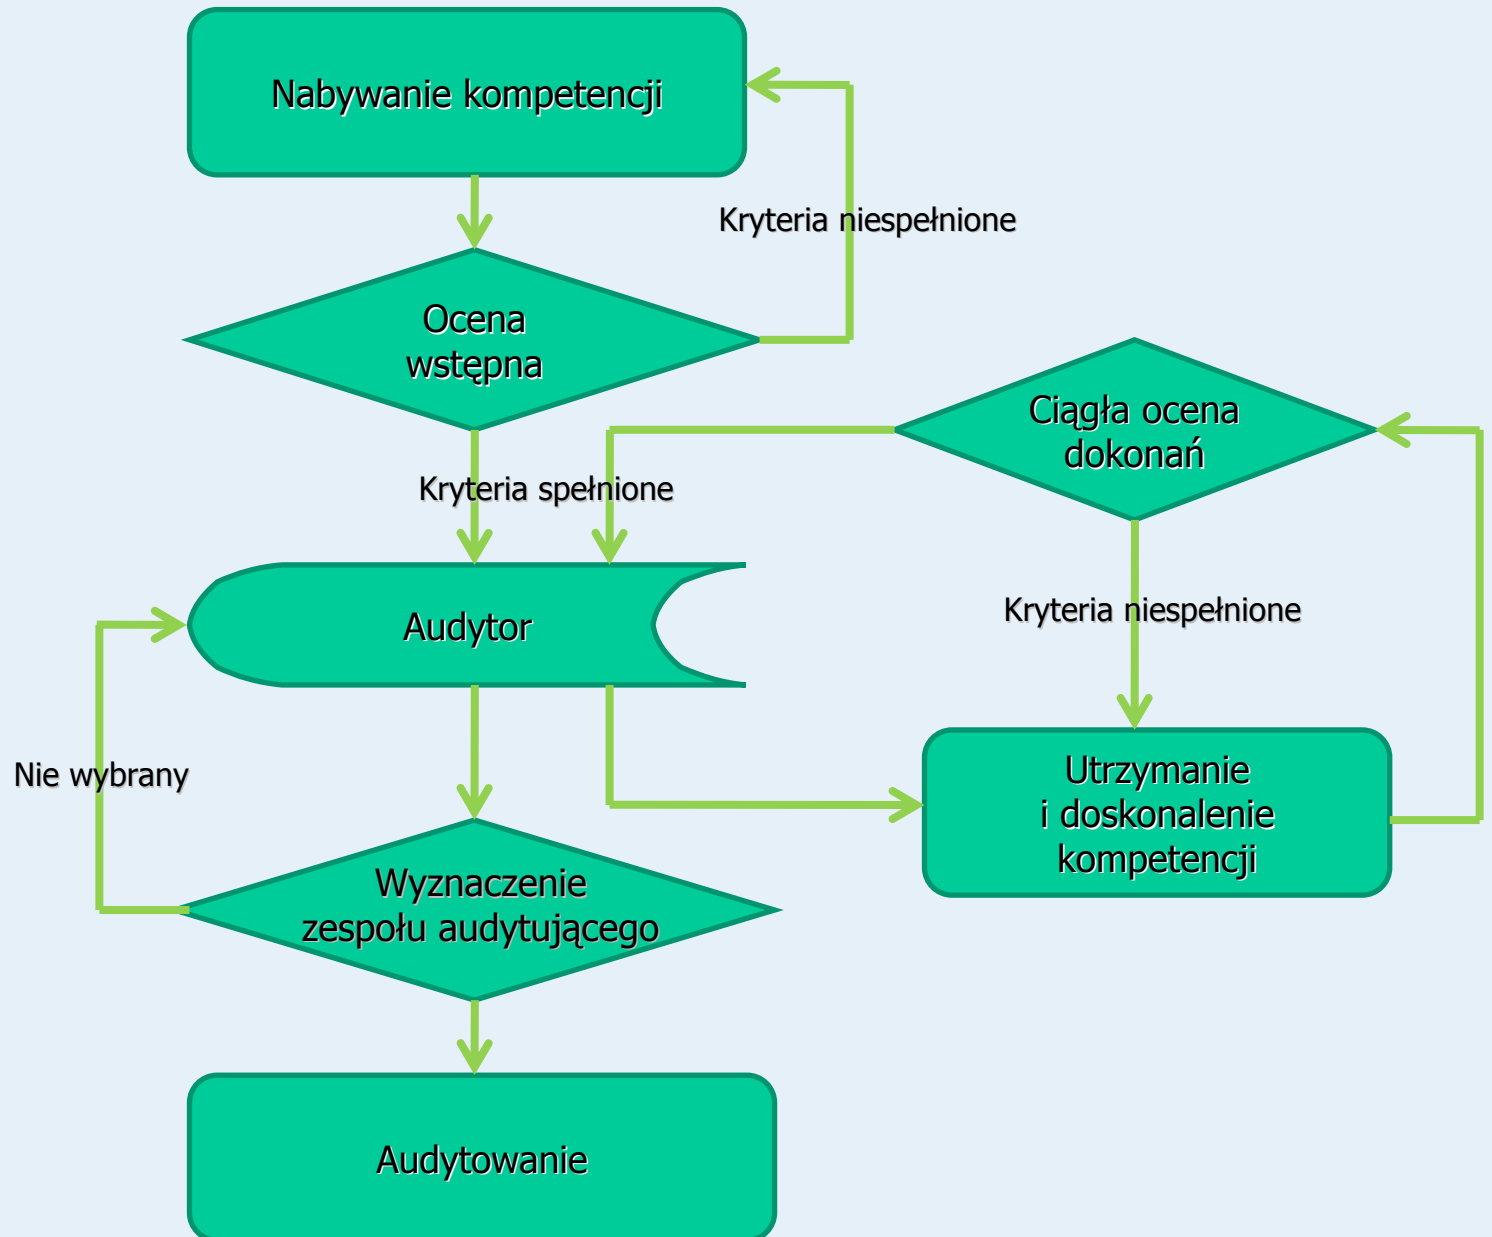 Nabywanie kompetencji
Kryteria niespełnione
Ocena
wstępna
Ciągła ocena
dokonań
Kryteria spełnione
Kryteria niespełnione
Audytor
Nie wybrany
Utrzymanie
i doskonalenie
kompetencji
Wyznaczenie
zespołu audytującego
Audytowanie